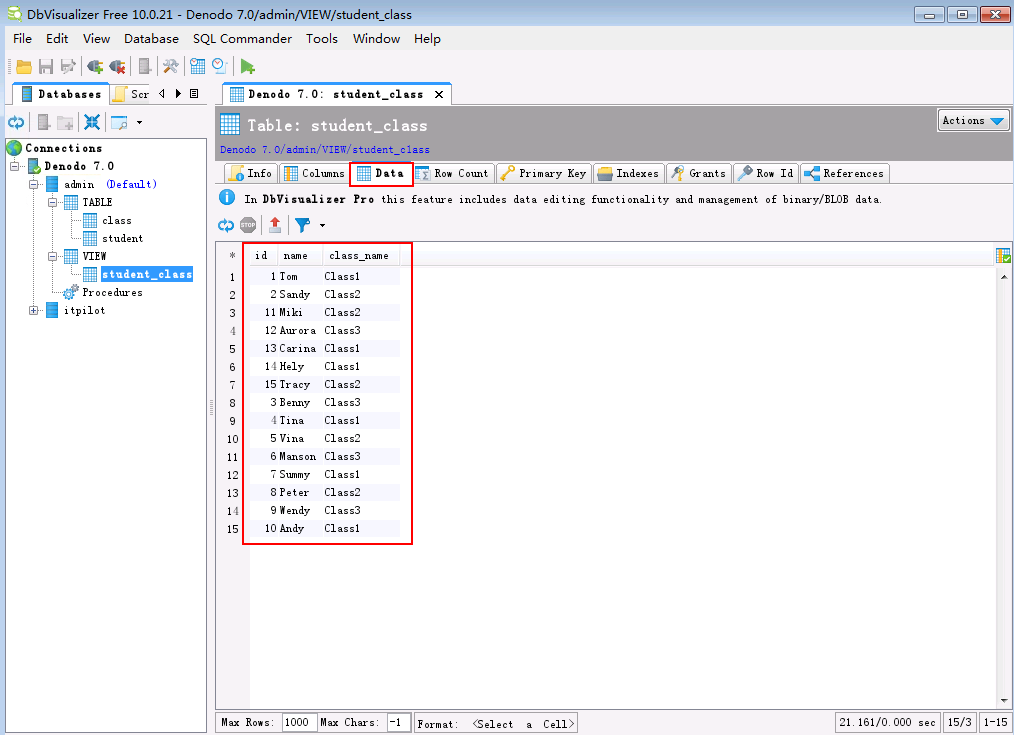 DbVisualizer Free 10.0.21 - Denodo 7.0/admin/VIEW/student_class
File Edit View Database SQL Commander Tools Window Help
Databases Scr
Denodo 7.0: student_class
Table: student_class
Actions
Denodo 7.0/admin/VIEW/student_class
Connections
Denodo 7.0
admin (Default)
TABLE
class
student
VIEW
student_class
Procedures
itpilot
Info Columns Data Row Count Primary Key Indexes Grants Row Id References
In DbVisualizer Pro this feature includes data editing functionality and management of binary/BLOB data.
STOP
* id name class_name
1 1 Tom Class1
2 2 Sandy Class2
3 11 Miki Class2
4 12 Aurora Class3
5 13 Carina Class1
6 14 Hely Class1
7 15 Tracy Class2
8 3 Benny Class3
9 4 Tina Class1
10 5 Vina Class2
11 6 Manson Class3
12 7 Summy Class1
13 8 Peter Class2
14 9 Wendy Class3
15 10 Andy Class1
Max Rows: 1000 Max Chars: -1 Format: <Select a Cell>
21.161/0.000 sec 15/3 1-15